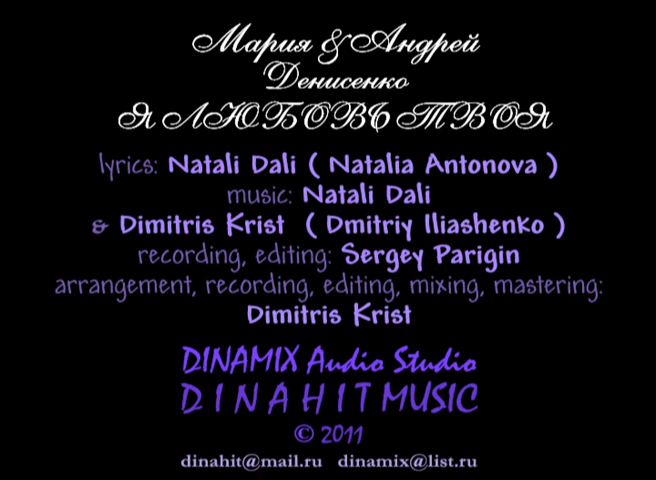 Мария & Андрей
Денисенко
Я ЛЮБОВЬ ТВОЯ
lyrics: Natali Dali ( Natalia Antonova )
music: Natali Dali
& Dimitris Krist ( Dmitriy Iliashenko )
recording, editing: Sergey Parigin
arrangement, recording, editing, mixing, mastering:
Dimitris Krist
DINAMIX Audio Studio
D I N A H I T MUSIC
© 2011
dinahit@mail.ru dinamix@list.ru